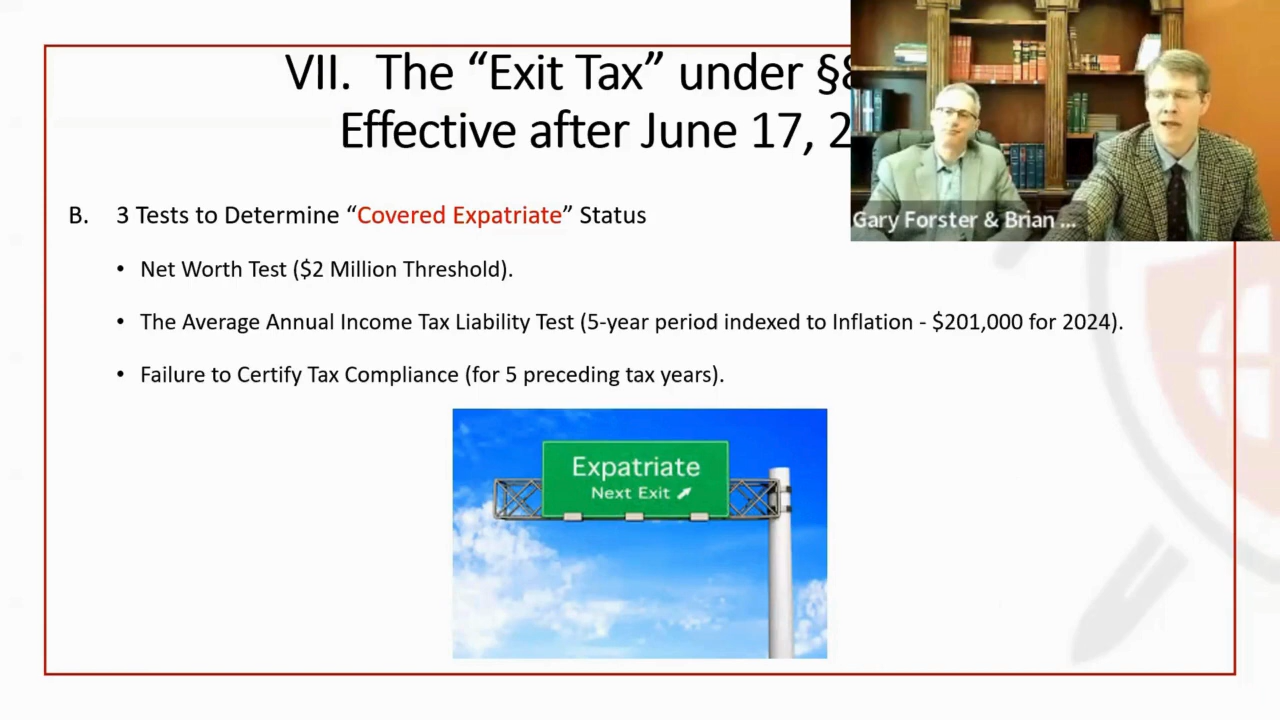 VII. The “Exit Tax” under §
Effective after June 17, 2
B. 3 Tests to Determine “Covered Expatriate” Status
• Net Worth Test ($2 Million Threshold).
• The Average Annual Income Tax Liability Test (5-year period indexed to Inflation - $201,000 for 2024).
• Failure to Certify Tax Compliance (for 5 preceding tax years).
Gary Forster & Brian ...
Expatriate
Next Exit